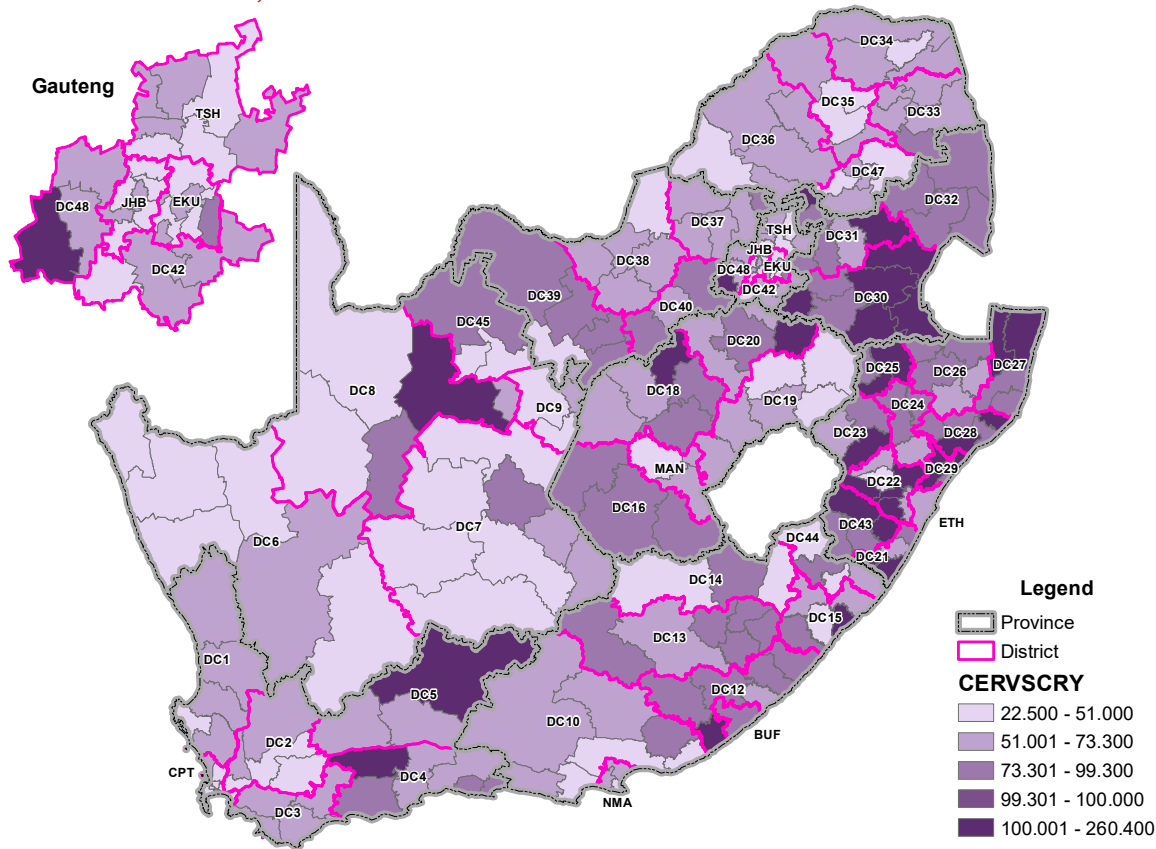 Gauteng
TSH
DC48
JHB
EKU
DC42
DC34
DC35
DC33
DC36
DC47
DC32
DC37
TSH
DC31
JHB
DC38
DC48
EKU
DC39
DC42
DC30
DC40
DC45
DC20
DC25
DC26
DC27
DC8
DC18
DC9
DC19
DC24
DC23
DC28
MAN
DC29
DC22
DC16
DC7
DC43
ETH
DC6
DC44
DC21
DC14
DC15
DC13
DC1
DC5
DC12
DC10
DC2
BUF
CPT
DC4
NMA
DC3
Legend
Province
District
CERVSCRY
22.500 - 51.000
51.001 - 73.300
73.301 - 99.300
99.301 - 100.000
100.001 - 260.400